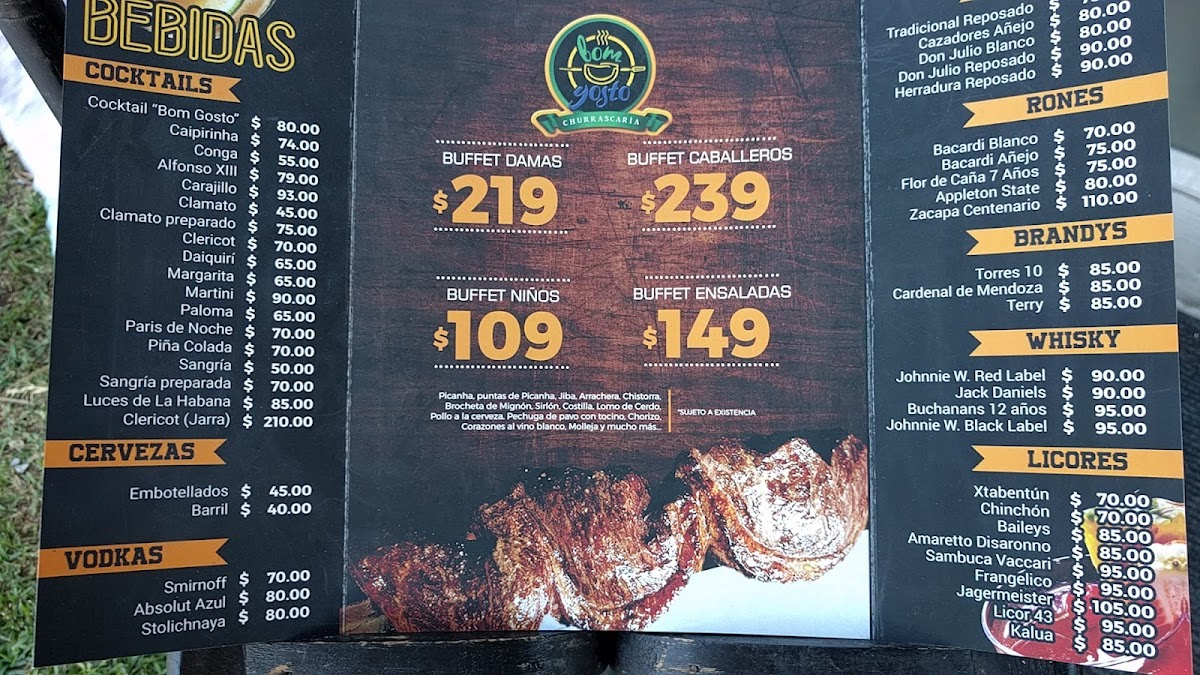 BEBIDAS
COCKTAILS
Cocktail “Bom Gosto” $ 80.00
Caipirinha $ 74.00
Conga $ 55.00
Alfonso XIII $ 79.00
Carajillo $ 93.00
Clamato $ 45.00
Clamato preparado $ 75.00
Clericot $ 70.00
Daiquirí $ 65.00
Margarita $ 65.00
Martini $ 90.00
Paloma $ 65.00
Paris de Noche $ 70.00
Piña Colada $ 70.00
Sangría $ 50.00
Sangría preparada $ 70.00
Luces de La Habana $ 85.00
Clericot (Jarra) $ 210.00
CERVEZAS
Embotellados $ 45.00
Barril $ 40.00
VODKAS
Smirnoff $ 70.00
Absolut Azul $ 80.00
Stolichnaya $ 80.00
bom
gosto
CHURRASCARÍA
BUFFET DAMAS
$219
BUFFET CABALLEROS
$239
BUFFET NIÑOS
$109
BUFFET ENSALADAS
$149
Picanha, puntas de Picanha, Jiba, Arrachera, Chistorra,
Brocheta de Mignón, Sirlón, Costilla, Lomo de Cerdo,
Pollo a la cerveza, Pechuga de pavo con tocino, Chorizo,
Corazones al vino blanco, Molleja y mucho más...
*SUJETO A EXISTENCIA
Tradicional Reposado $
Cazadores Añejo $ 80.00
Don Julio Blanco $ 80.00
Don Julio Reposado $ 90.00
Herradura Reposado $ 90.00
RONES
Bacardi Blanco $ 70.00
Bacardi Añejo $ 75.00
Flor de Caña 7 Años $ 75.00
Appleton State $ 80.00
Zacapa Centenario $ 110.00
BRANDYS
Torres 10 $ 85.00
Cardenal de Mendoza $ 85.00
Terry $ 85.00
WHISKY
Johnnie W. Red Label $ 90.00
Jack Daniels $ 90.00
Buchanans 12 años $ 95.00
Johnnie W. Black Label $ 95.00
LICORES
Xtabentún $ 70.00
Chinchón $ 70.00
Baileys $ 85.00
Amaretto Disaronno $ 85.00
Sambuca Vaccari $ 95.00
Frangélico $ 95.00
Jagermeister $ 105.00
Licor 43 $ 95.00
Kalua $ 85.00